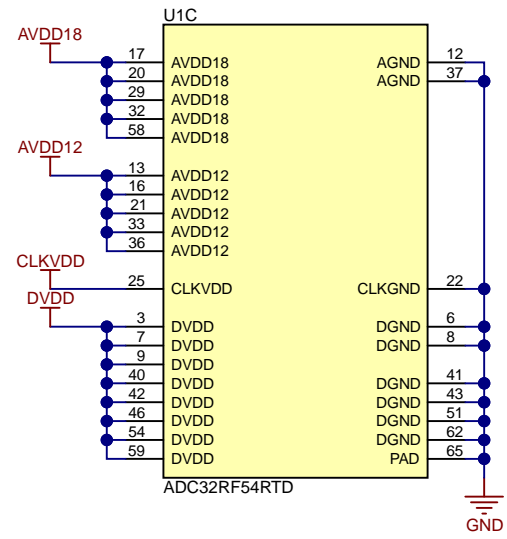 U1C
AVDD18
17 AVDD18 AGND 12
20 AVDD18 AGND 37
29 AVDD18
32 AVDD18
58 AVDD18
AVDD12
13 AVDD12
16 AVDD12
21 AVDD12
33 AVDD12
36 AVDD12
CLKVDD
25 CLKVDD CLKGND 22
DVDD
3 DVDD DGND 6
7 DVDD DGND 8
9 DVDD
40 DVDD DGND 41
42 DVDD DGND 43
46 DVDD DGND 51
54 DVDD DGND 62
59 DVDD PAD 65
ADC32RF54RTD
GND